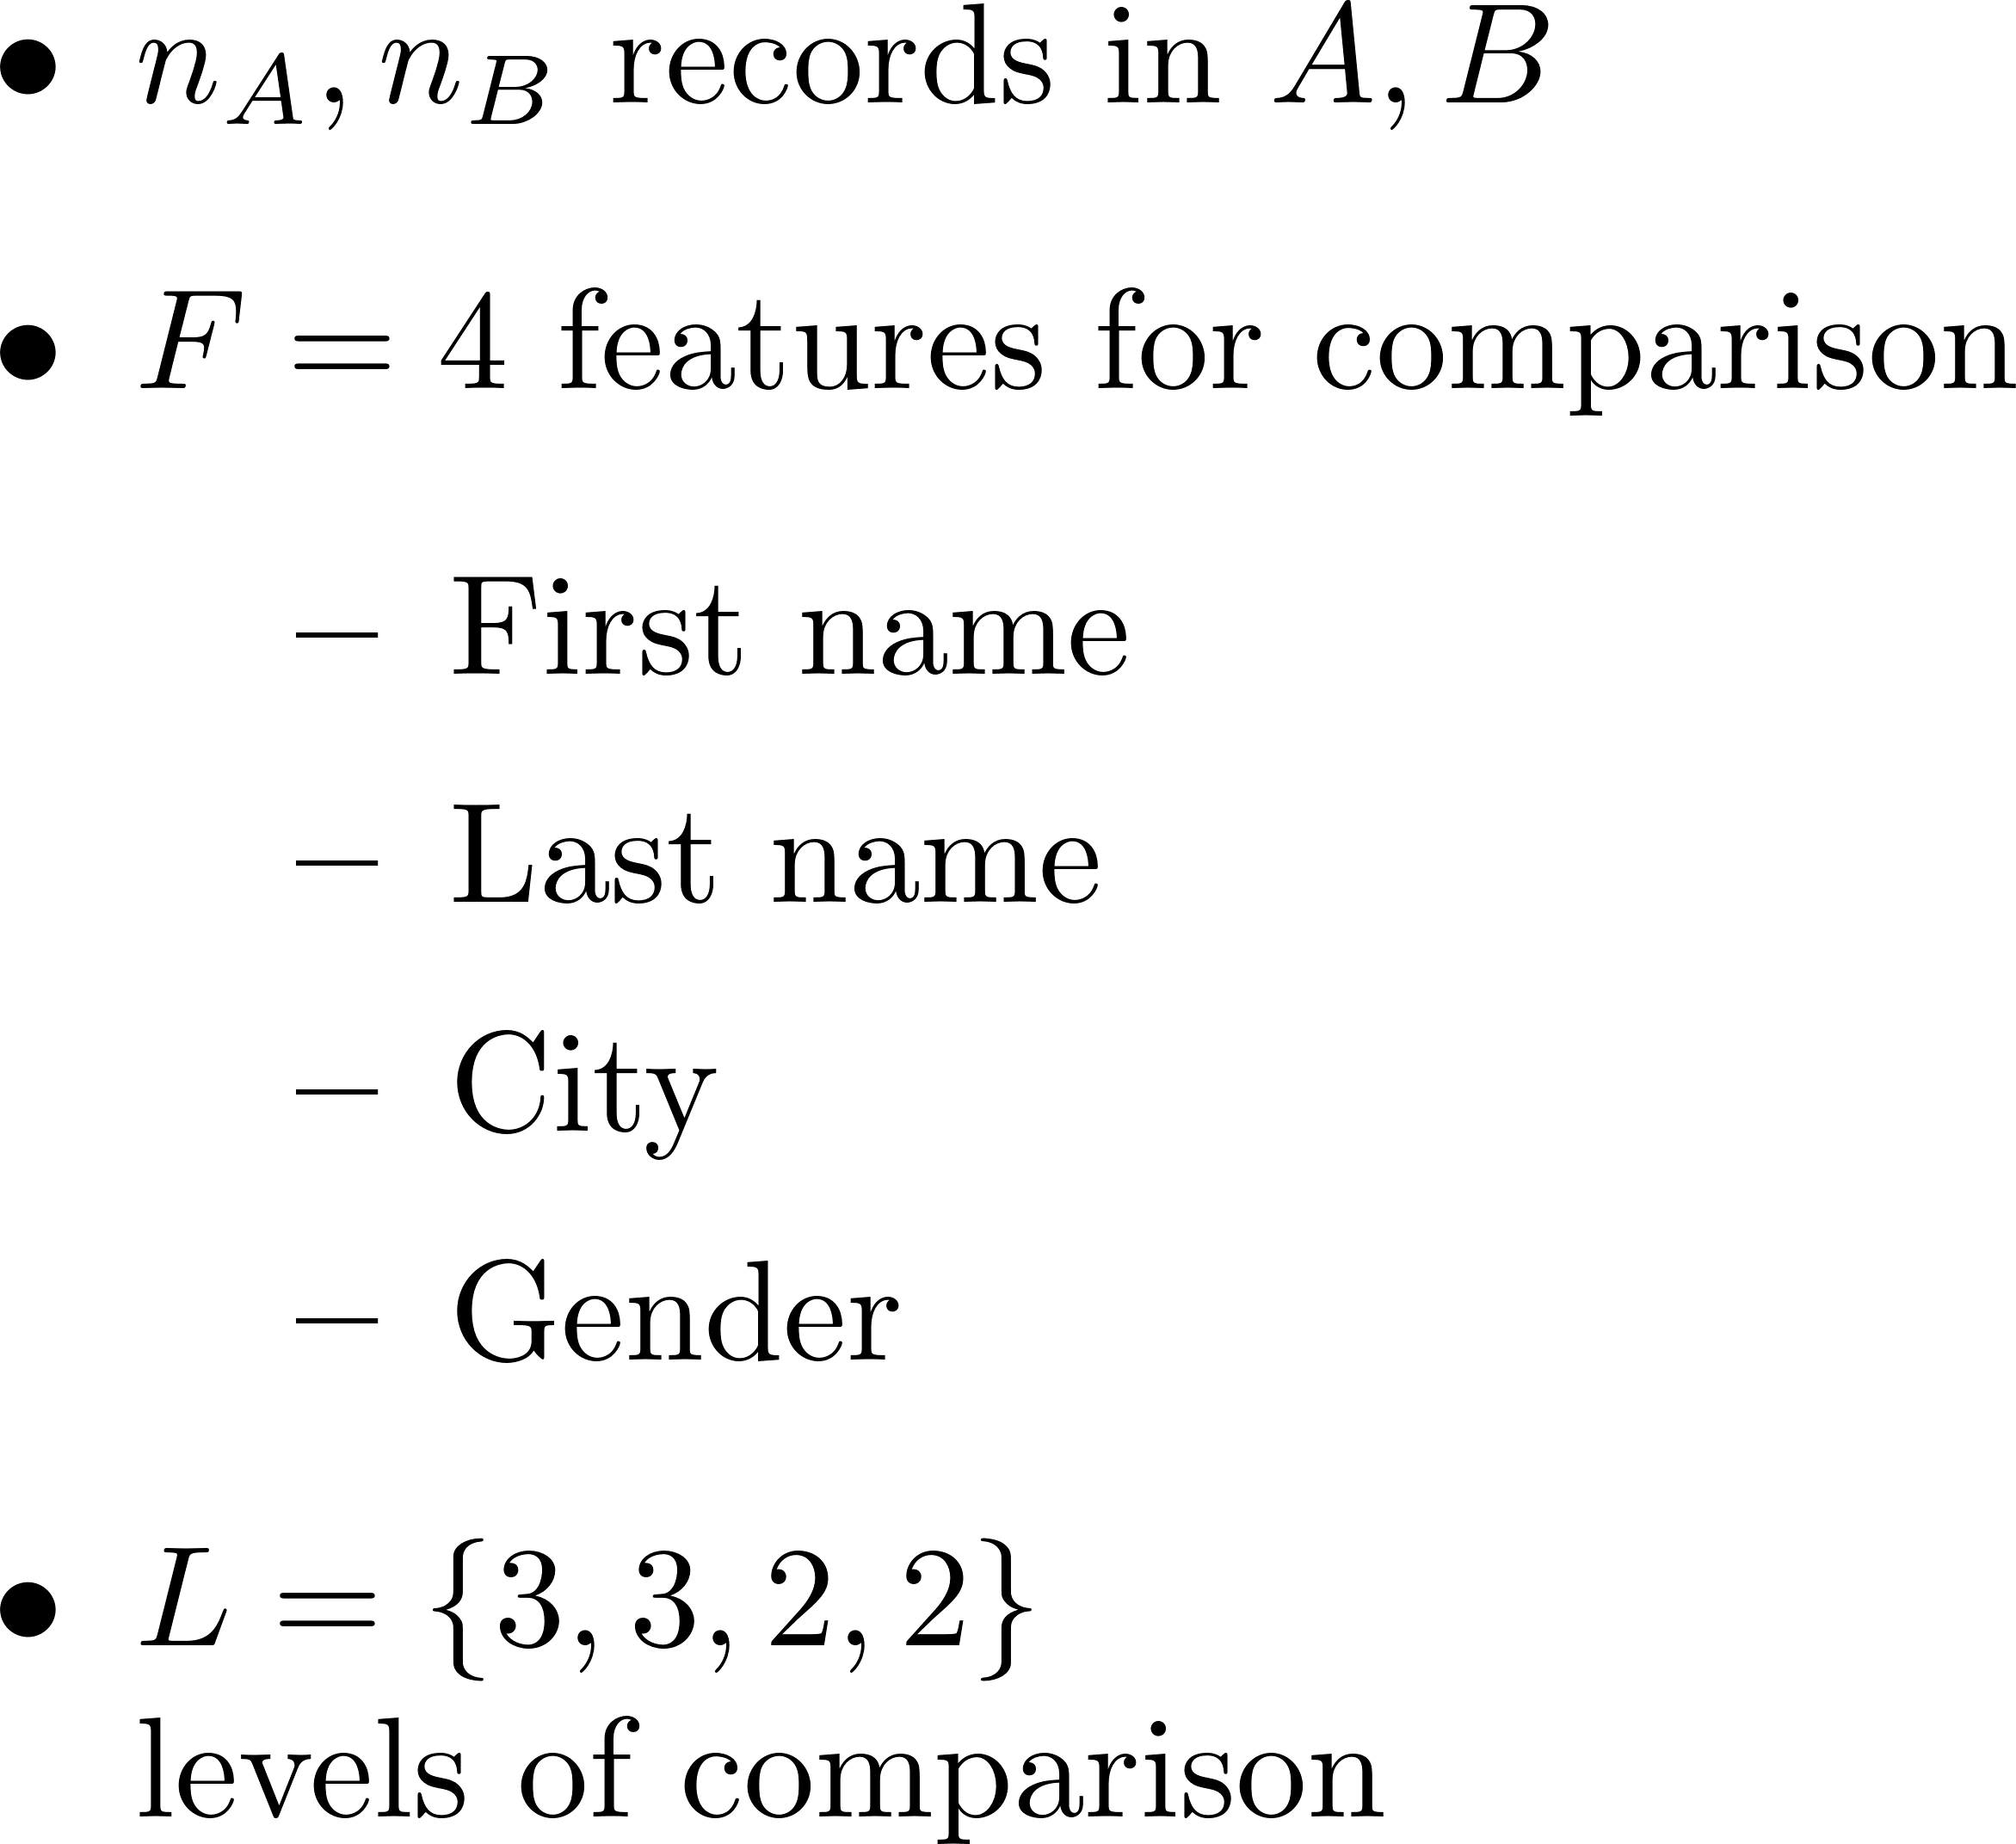 • n_A, n_B records in A, B
• F = 4 features for comparison
– First name
– Last name
– City
– Gender
• L = {3, 3, 2, 2}
levels of comparison